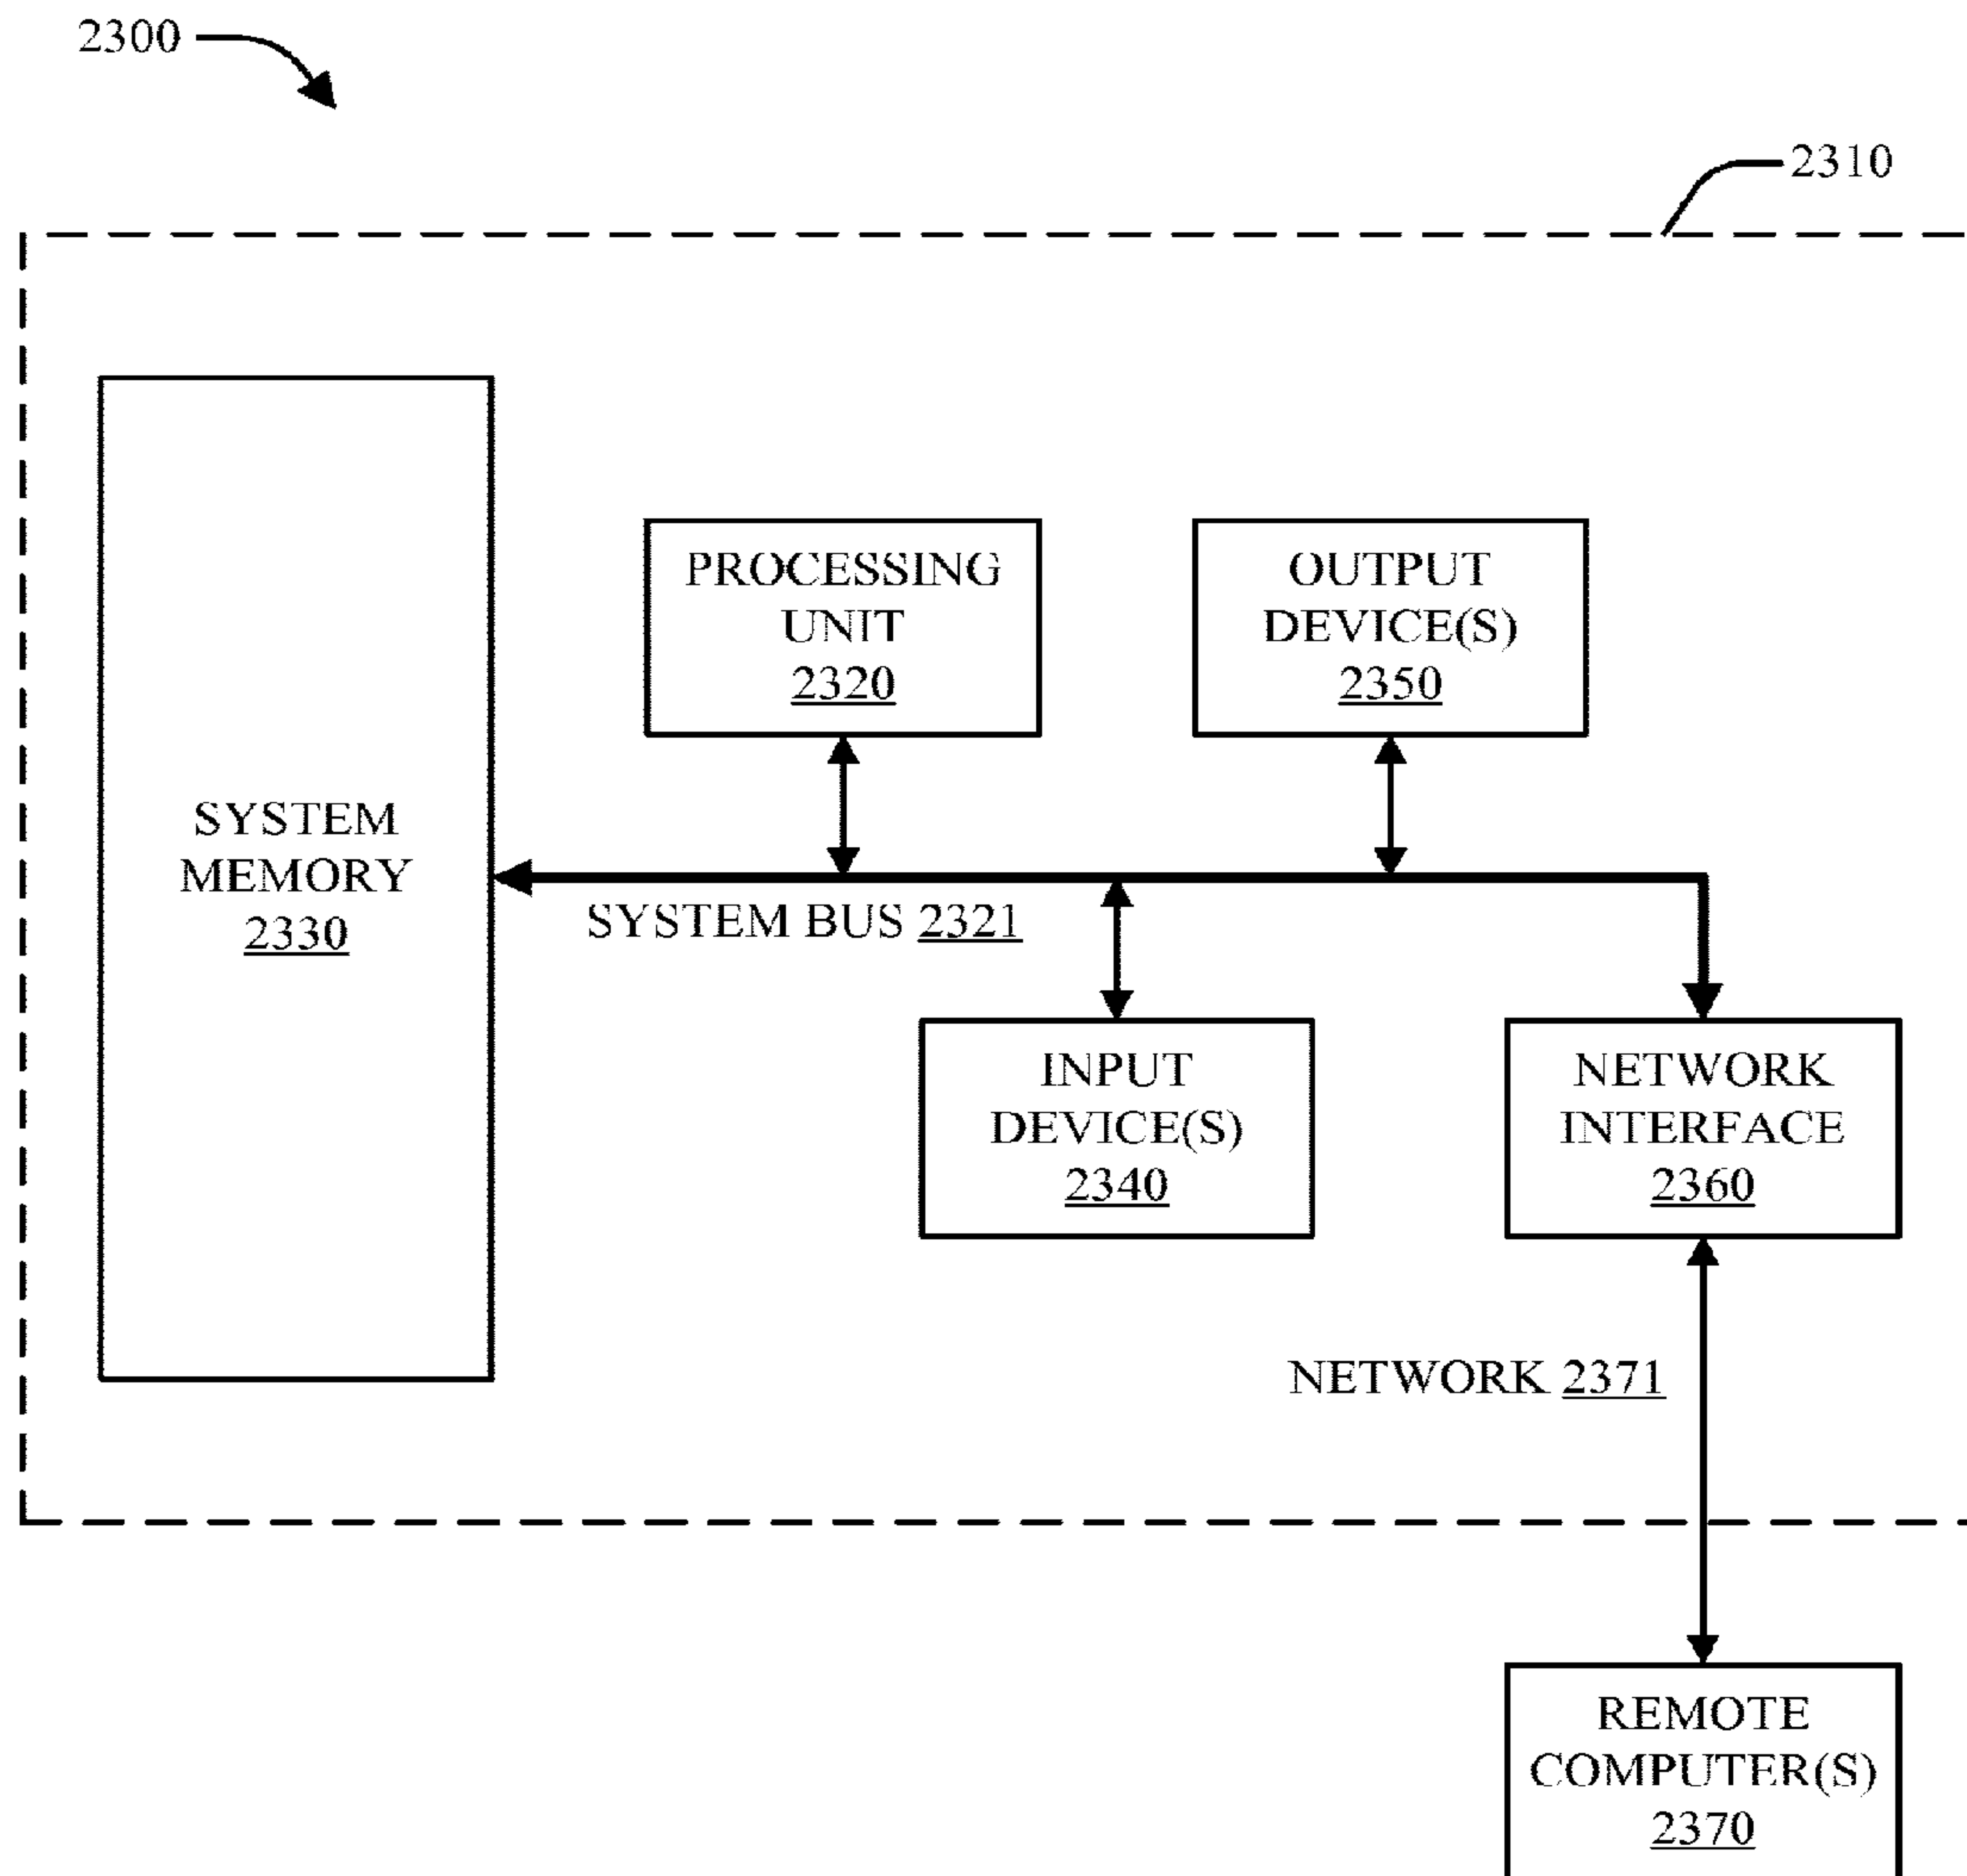 2300
2310
PROCESSING
UNIT
2320
OUTPUT
DEVICE(S)
2350
SYSTEM
MEMORY
2330
SYSTEM BUS 2321
INPUT
DEVICE(S)
2340
NETWORK
INTERFACE
2360
NETWORK 2371
REMOTE
COMPUTER(S)
2370